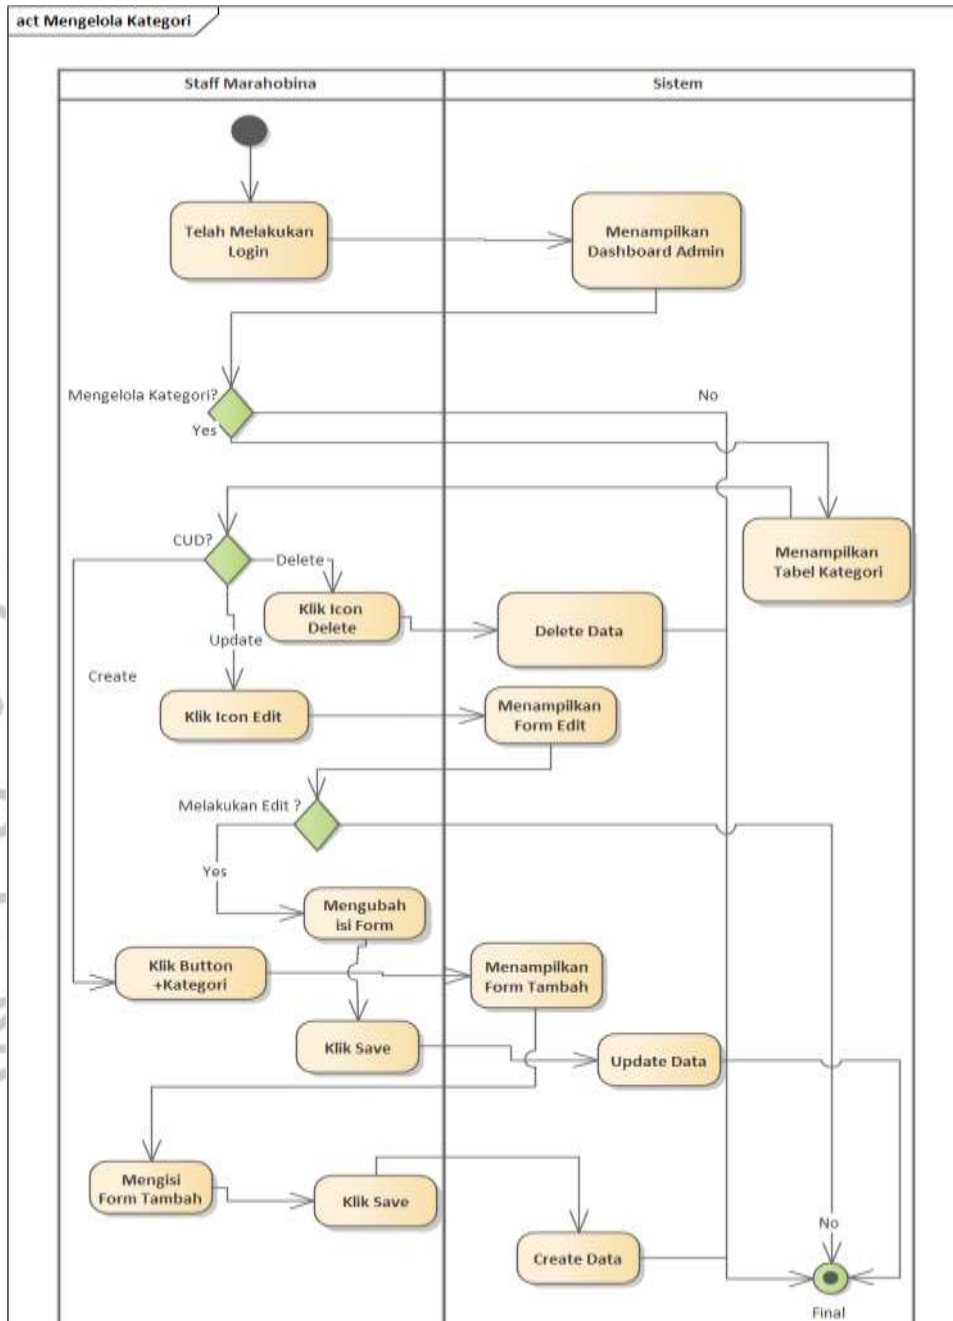 act Mengelola Kategori
Staff Marahobina
Sistem
Telah Melakukan
Login
Menampilkan
Dashboard Admin
Mengelola Kategori?
No
Yes
CUD?
Delete
Menampilkan
Tabel Kategori
Klik Icon
Delete
Delete Data
Update
Create
Klik Icon Edit
Menampilkan
Form Edit
Melakukan Edit ?
Yes
Mengubah
isi Form
Klik Button
+Kategori
Menampilkan
Form Tambah
Klik Save
Update Data
Mengisi
Form Tambah
Klik Save
No
Create Data
Final